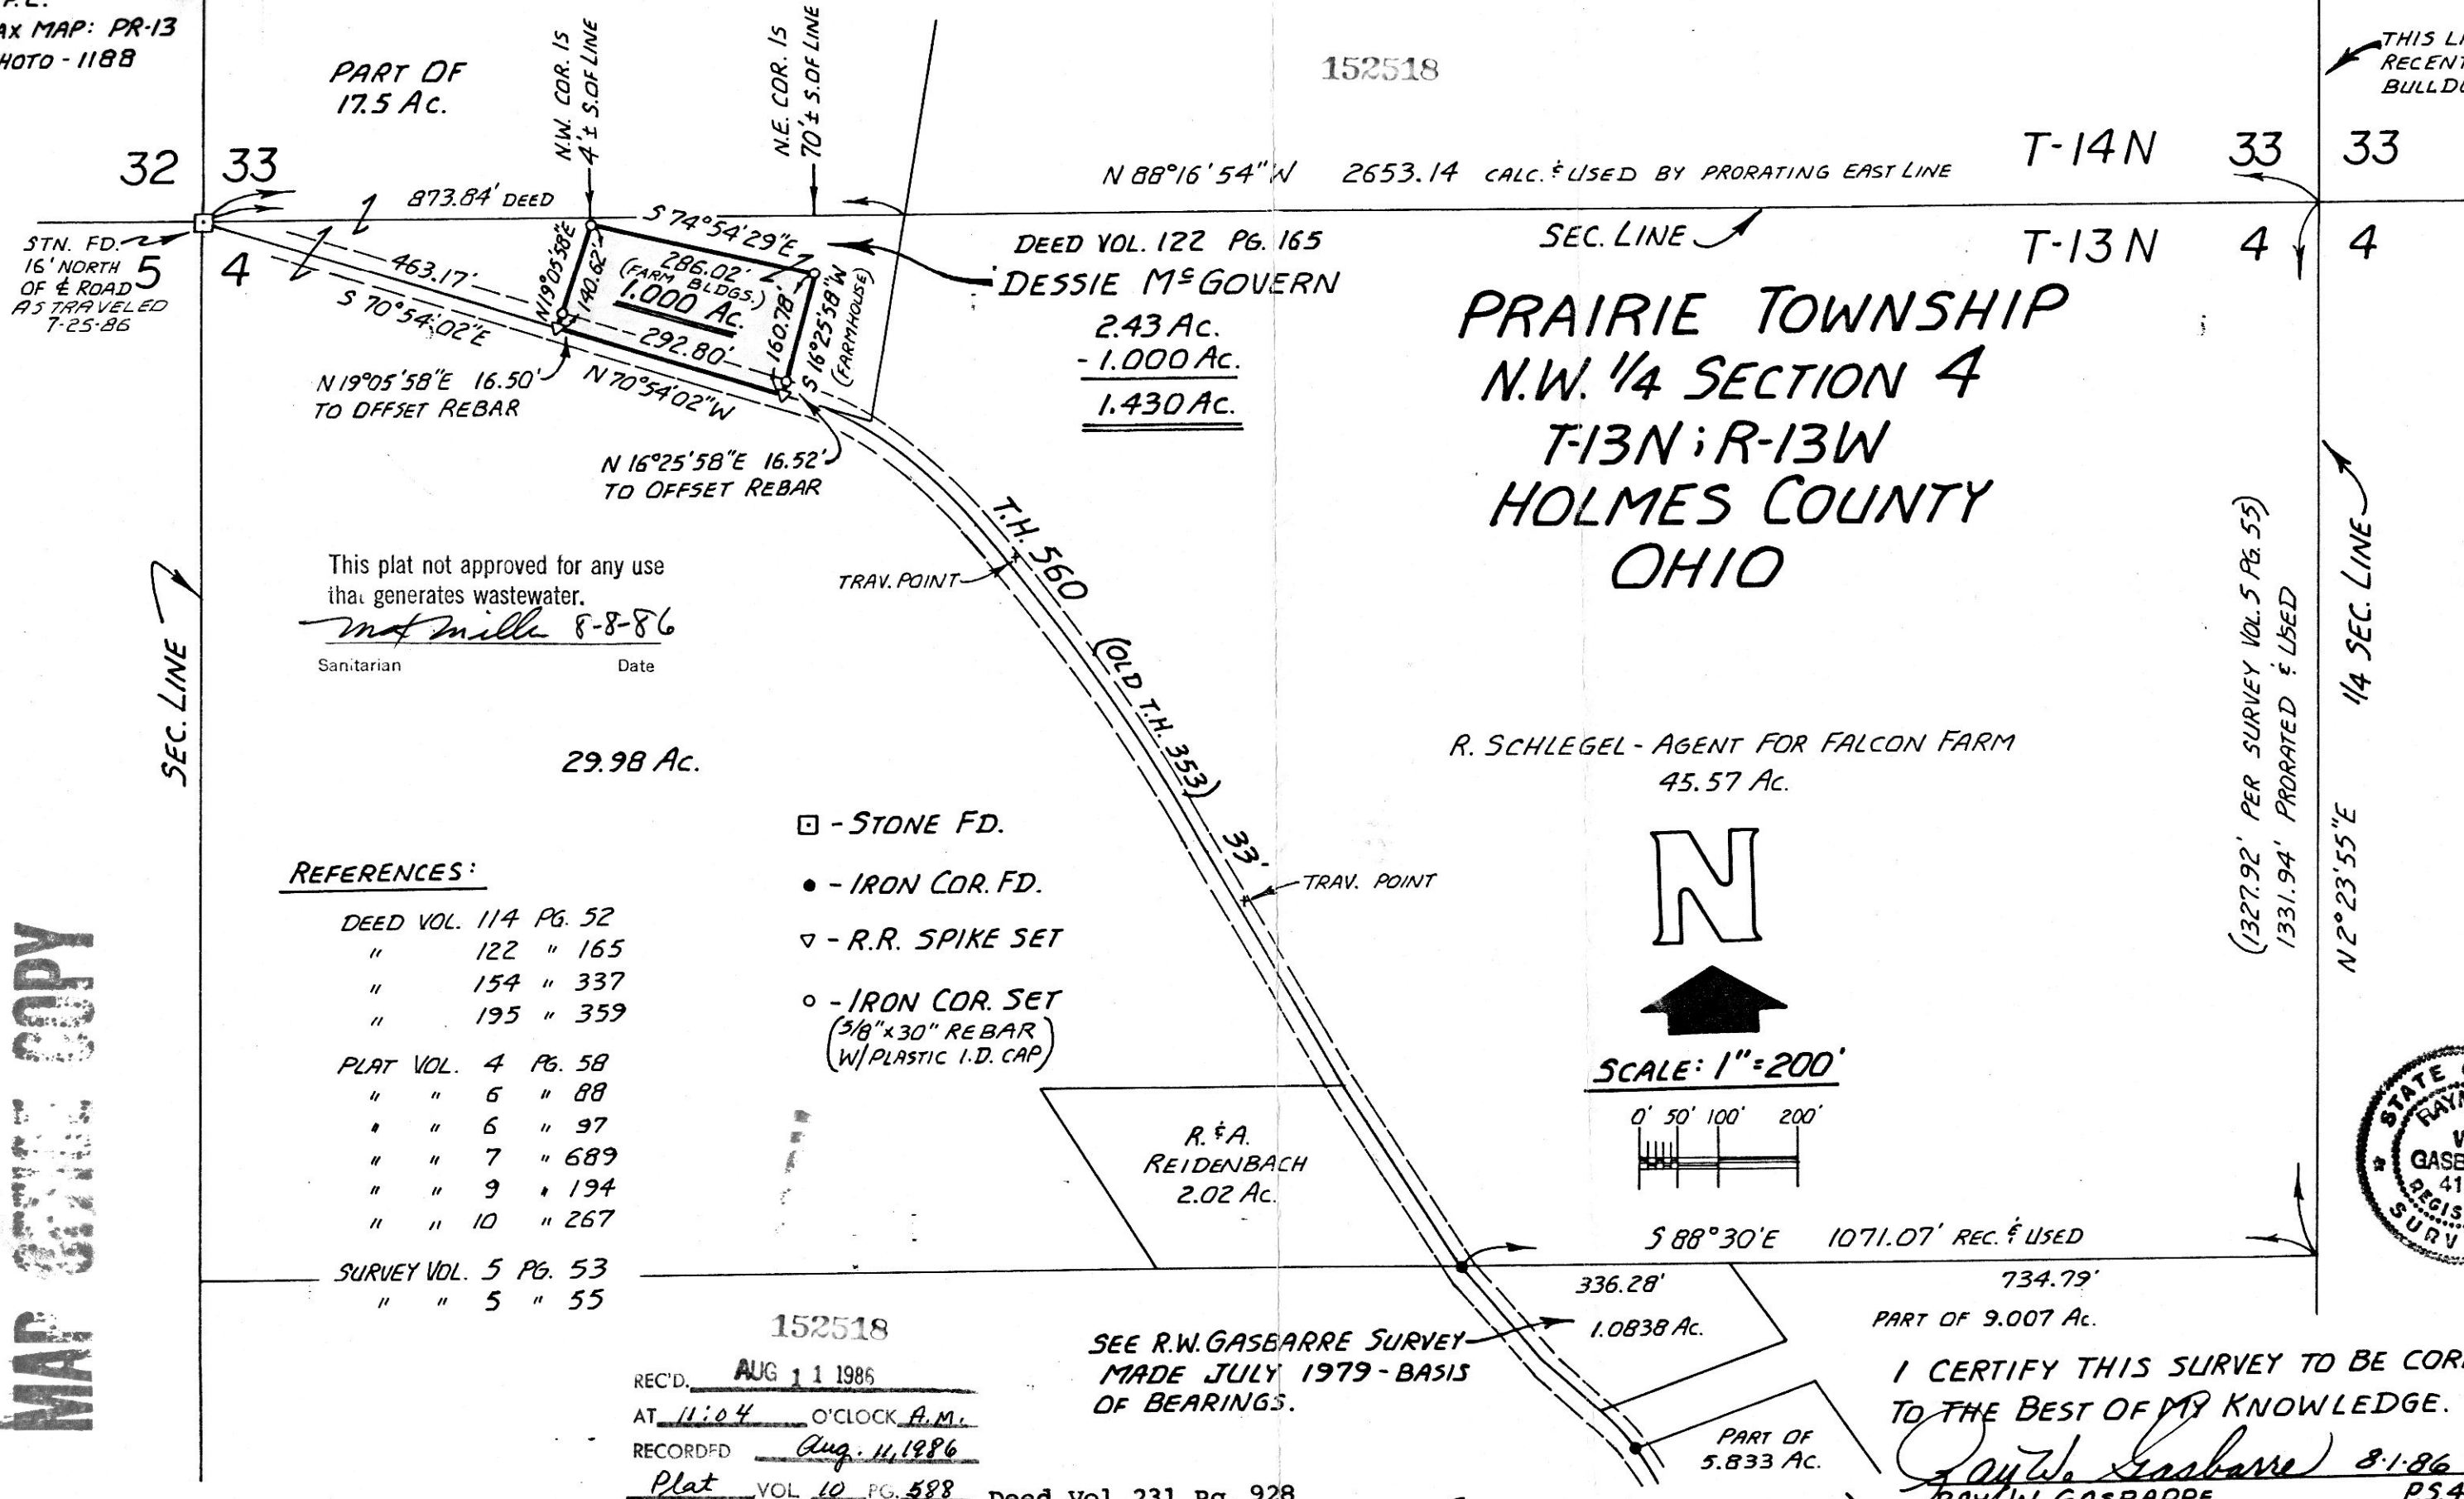 AX MAP: PR-13
HOTO - 1188
PART OF
17.5 AC.
N.W. COR. IS
4'± S. OF LINE
N.E. COR. IS
70'± S. OF LINE
152518
THIS
RECENT
32
33
873.84' DEED
N 88°16'54" W 2653.14 CALC. & USED BY PRORATING EAST LINE
T-14N
33
33
STN. FD.
16' NORTH
OF ℄ ROAD
AS TRAVELED
7-25-86
5
4
463.17'
S 70°54'02"E
N19°05'58"E
140.62'
S 74°54'29"E
286.02'
(FARM BLDGS.)
1.000 AC.
292.80'
160.78'
S 16°25'58"W
(FARMHOUSE)
N 70°54'02"W
N 19°05'58"E 16.50'
TO OFFSET REBAR
N 16°25'58"E 16.52'
TO OFFSET REBAR
DEED VOL. 122 PG. 165
DESSIE McGOVERN
2.43 AC.
- 1.000 AC.
1.430 AC.
SEC. LINE
T-13N
4
4
PRAIRIE TOWNSHIP
N.W. 1/4 SECTION 4
T-13N; R-13W
HOLMES COUNTY
OHIO
This plat not approved for any use
that generates wastewater.
Max Miller 8-8-86
Sanitarian Date
T.H. 560
(OLD T.H. 353)
33'
TRAV. POINT
TRAV. POINT
SEC. LINE
1/4 SEC. LINE
(1327.92' PER SURVEY VOL. 5 PG. 55)
1331.94' PRORATED & USED
N 2°23'55"E
29.98 AC.
R. SCHLEGEL - AGENT FOR FALCON FARM
45.57 AC.
⊡ - STONE FD.
● - IRON COR. FD.
▽ - R.R. SPIKE SET
○ - IRON COR. SET
(5/8"x30" REBAR
W/PLASTIC I.D. CAP)
REFERENCES:
DEED VOL. 114 PG. 52
" 122 " 165
" 154 " 337
" 195 " 359
PLAT VOL. 4 PG. 58
" " 6 " 88
" " 6 " 97
" " 7 " 689
" " 9 " 194
" " 10 " 267
SURVEY VOL. 5 PG. 53
" " 5 " 55
MAP OFFICE COPY
N
SCALE: 1"=200'
0' 50' 100' 200'
R. & A.
REIDENBACH
2.02 AC.
S 88°30'E 1071.07' REC. & USED
336.28'
734.79'
1.0838 AC.
PART OF 9.007 AC.
SEE R.W. GASBARRE SURVEY
MADE JULY 1979 - BASIS
OF BEARINGS.
PART OF
5.833 AC.
152518
REC'D. AUG 11 1986
AT 11:04 O'CLOCK A.M.
RECORDED Aug. 11, 1986
Plat VOL 10 PG. 588
Deed Vol 231 Pg. 928
STATE
SURV
I CERTIFY THIS SURVEY TO BE COR
TO THE BEST OF MY KNOWLEDGE.
Ray W. Gasbarre 8-1-86
RAY W. GASBARRE PS4